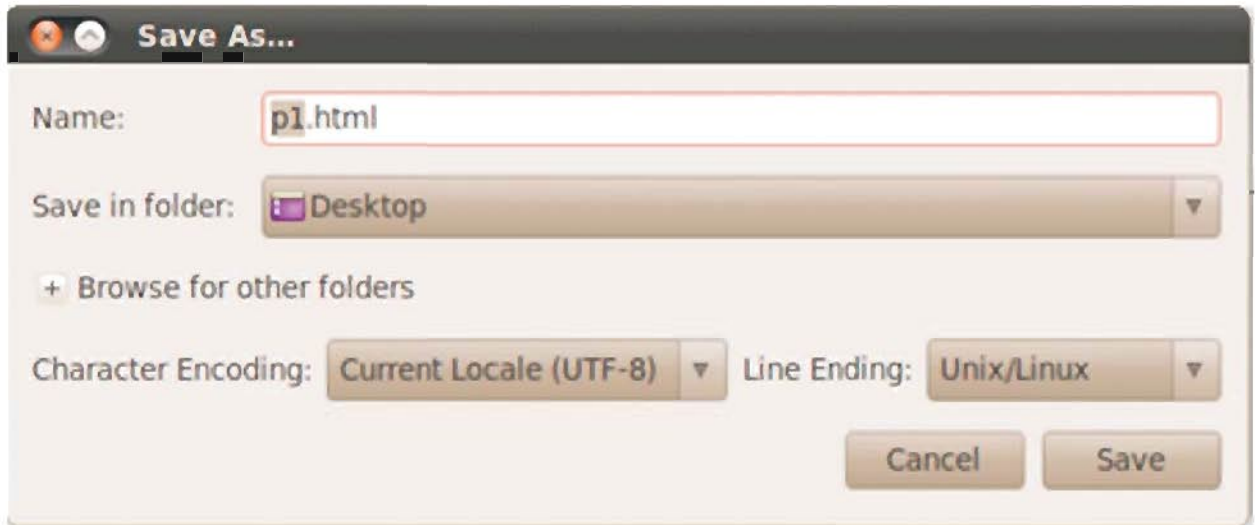 Save As...
Name: p1.html
Save in folder: Desktop
+ Browse for other folders
Character Encoding: Current Locale (UTF-8) Line Ending: Unix/Linux
Cancel Save